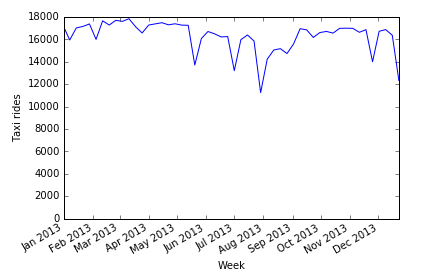 18000
16000
14000
12000
10000
8000
6000
4000
2000
0
Taxi rides
Jan 2013
Feb 2013
Mar 2013
Apr 2013
May 2013
Jun 2013
Jul 2013
Aug 2013
Sep 2013
Oct 2013
Nov 2013
Dec 2013
Week